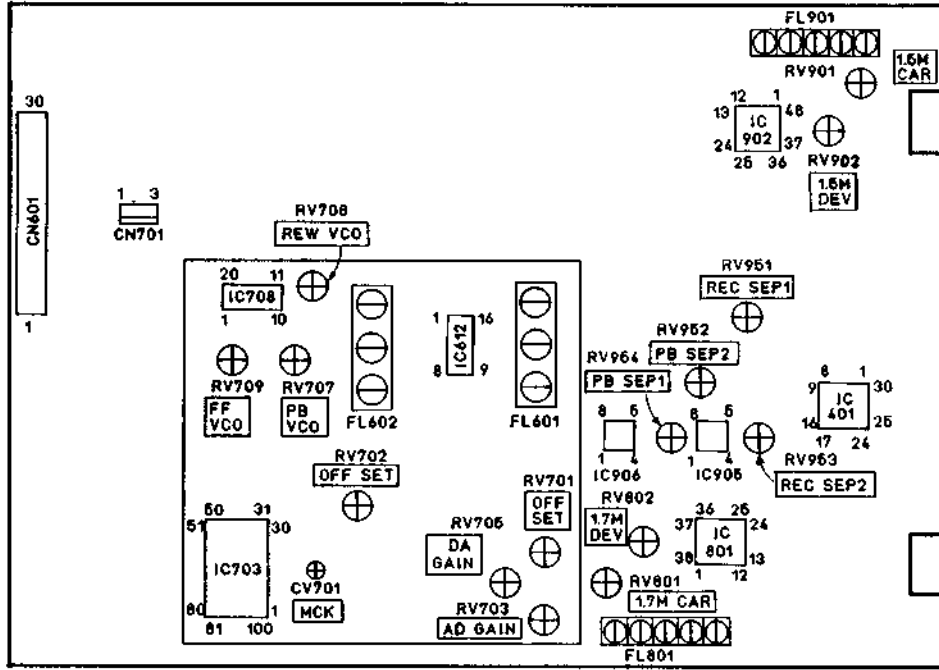 FL901
RV901
1.5M
CAR
12 1
13 48
IC
902
24 37
25 36
RV902
1.5M
DEV
30
CN601
1
1 3
CN701
RV708
REW VCO
20 11
IC708
1 10
RV709
FF
VCO
RV707
PB
VCO
FL602
1 16
IC612
8 9
FL601
RV951
REC SEP1
RV952
PB SEP2
RV954
PB SEP1
8 5
1 4
IC906
8 5
1 4
IC905
RV953
REC SEP2
8 1
9 30
IC
401
16 25
17 24
RV702
OFF SET
RV701
OFF
SET
RV705
DA
GAIN
RV703
AD GAIN
50 31
51 30
IC703
80 1
81 100
CV701
MCK
RV802
1.7M
DEV
36 25
37 24
IC
801
38 13
1 12
RV801
1.7M CAR
FL801